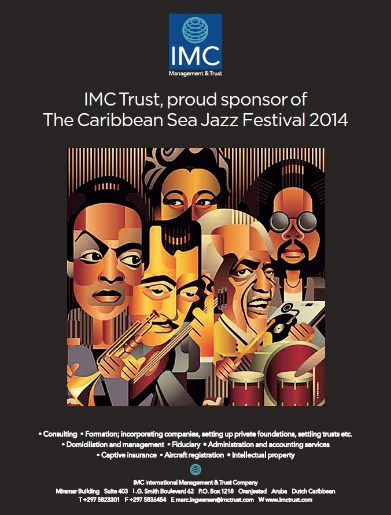 IMC
Management & Trust
IMC Trust, proud sponsor of
The Caribbean Sea Jazz Festival 2014
• Consulting • Formation; incorporating companies, setting up private foundations, settling trusts etc.
• Domiciliation and management • Fiduciary • Administration and accounting services
• Captive insurance • Aircraft registration • Intellectual property
IMC International Management & Trust Company
Miramar Building Suite 403 L.G. Smith Boulevard 62 P.O. Box 1218 Oranjestad Aruba Dutch Caribbean
T +297 5823301 F +297 5836454 E marc.ingwersen@imctrust.com W www.imctrust.com